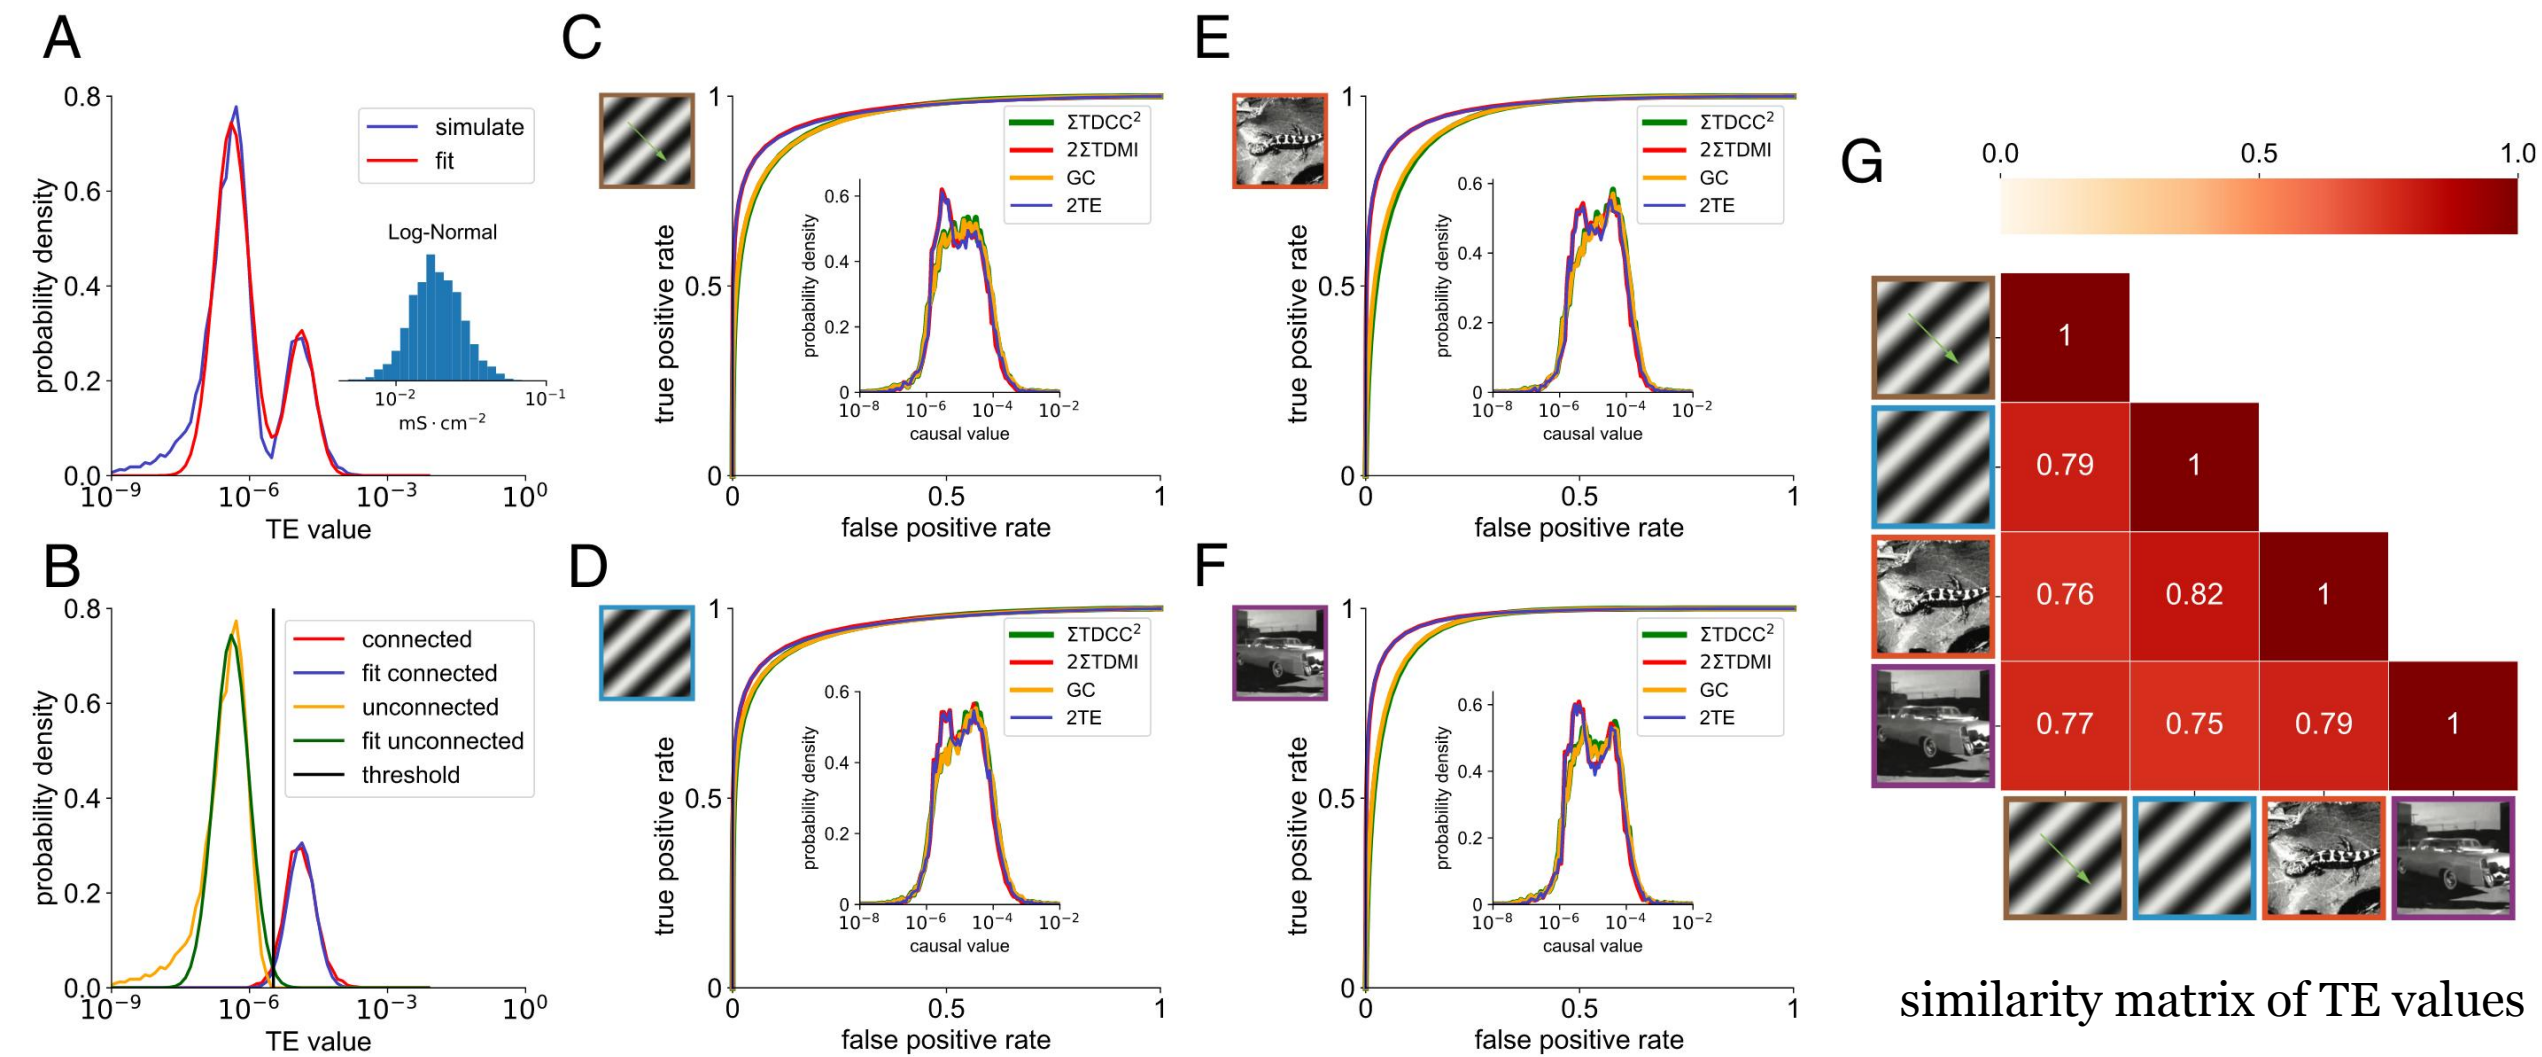 A
0.8
0.6
0.4
0.2
0.0
probability density
simulate
fit
Log-Normal
10⁻² 10⁻¹
mS · cm⁻²
10⁻⁹ 10⁻⁶ 10⁻³ 10⁰
TE value
B
0.8
0.6
0.4
0.2
0.0
probability density
connected
fit connected
unconnected
fit unconnected
threshold
10⁻⁹ 10⁻⁶ 10⁻³ 10⁰
TE value
C
1
0.5
0
true positive rate
ΣTDCC²
2ΣTDMI
GC
2TE
0.6
0.4
0.2
0
probability density
10⁻⁸ 10⁻⁶ 10⁻⁴ 10⁻²
causal value
0 0.5 1
false positive rate
D
1
0.5
0
true positive rate
ΣTDCC²
2ΣTDMI
GC
2TE
0.6
0.4
0.2
0
probability density
10⁻⁸ 10⁻⁶ 10⁻⁴ 10⁻²
causal value
0 0.5 1
false positive rate
E
1
0.5
0
true positive rate
ΣTDCC²
2ΣTDMI
GC
2TE
0.6
0.4
0.2
0
probability density
10⁻⁸ 10⁻⁶ 10⁻⁴ 10⁻²
causal value
0 0.5 1
false positive rate
F
1
0.5
0
true positive rate
ΣTDCC²
2ΣTDMI
GC
2TE
0.6
0.4
0.2
0
probability density
10⁻⁸ 10⁻⁶ 10⁻⁴ 10⁻²
causal value
0 0.5 1
false positive rate
G
0.0 0.5 1.0
1
0.79 1
0.76 0.82 1
0.77 0.75 0.79 1
similarity matrix of TE values